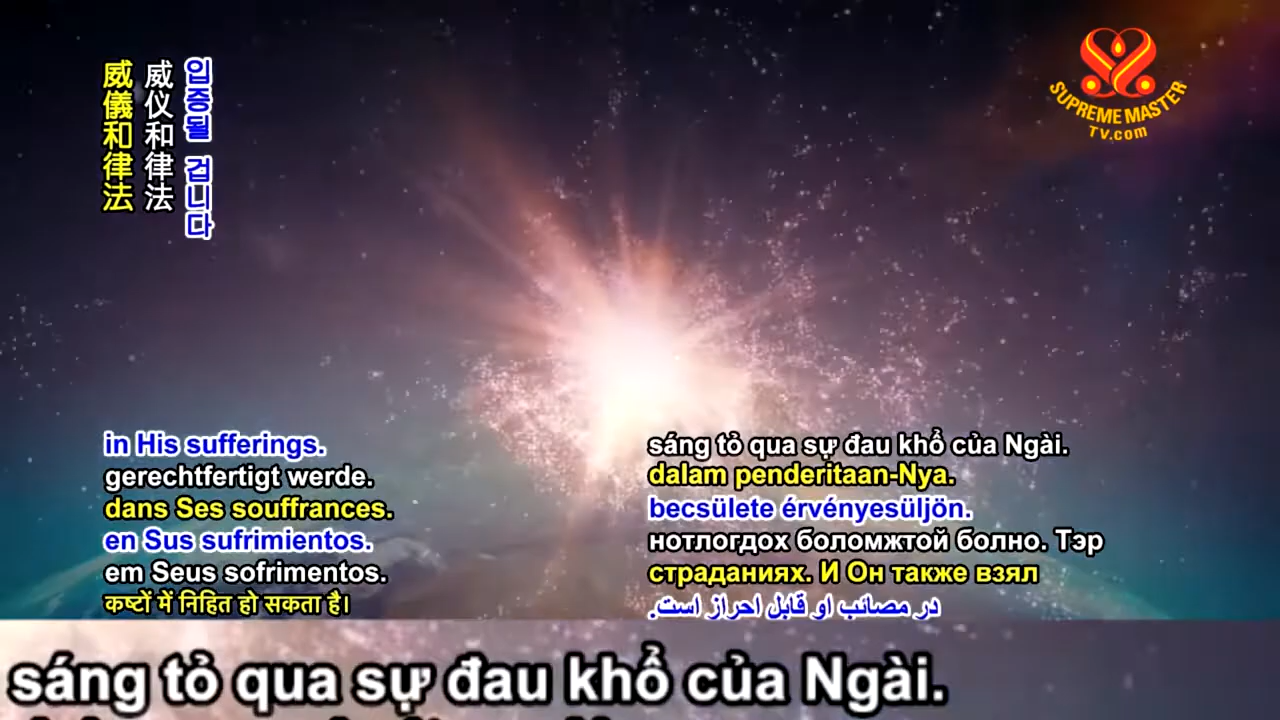 威儀和律法
威仪和律法
입증될 겁니다
SUPREME MASTER
TV.com
in His sufferings.
gerechtfertigt werde.
dans Ses souffrances.
en Sus sufrimientos.
em Seus sofrimentos.
कष्टों में निहित हो सकता है।
sáng tỏ qua sự đau khổ của Ngài.
dalam penderitaan-Nya.
becsülete érvényesüljön.
нотлогдох боломжтой болно. Тэр
страданиях. И Он также взял
در مصائب او قابل احراز است.
sáng tỏ qua sự đau khổ của Ngài.